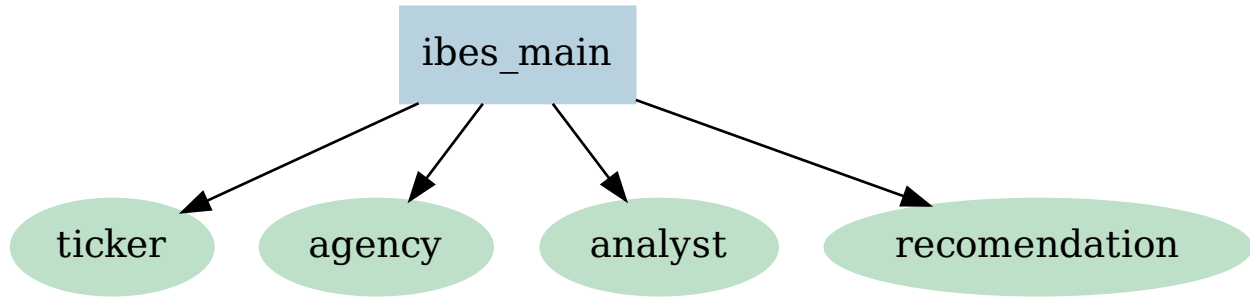 ibes_main
ticker
agency
analyst
recomendation